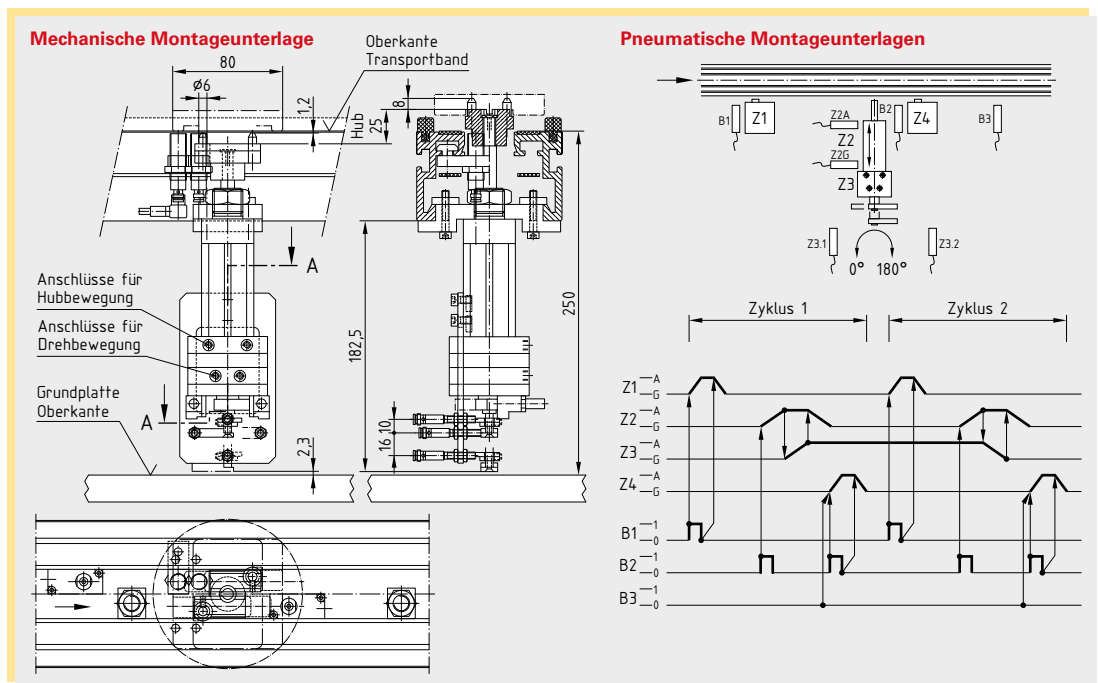 Mechanische Montageunterlage
Oberkante
Transportband
80
ø6
1,2
Hub
25
8
A
Anschlüsse für
Hubbewegung
Anschlüsse für
Drehbewegung
Grundplatte
Oberkante
A
2,3
182,5
250
10
16
Pneumatische Montageunterlagen
B1
Z1
Z2A
Z2
Z2G
Z3
B2
Z4
B3
Z3.1
0°
180°
Z3.2
Zyklus 1
Zyklus 2
Z1 A
G
Z2 A
G
Z3 A
G
Z4 A
G
B1 1
0
B2 1
0
B3 1
0